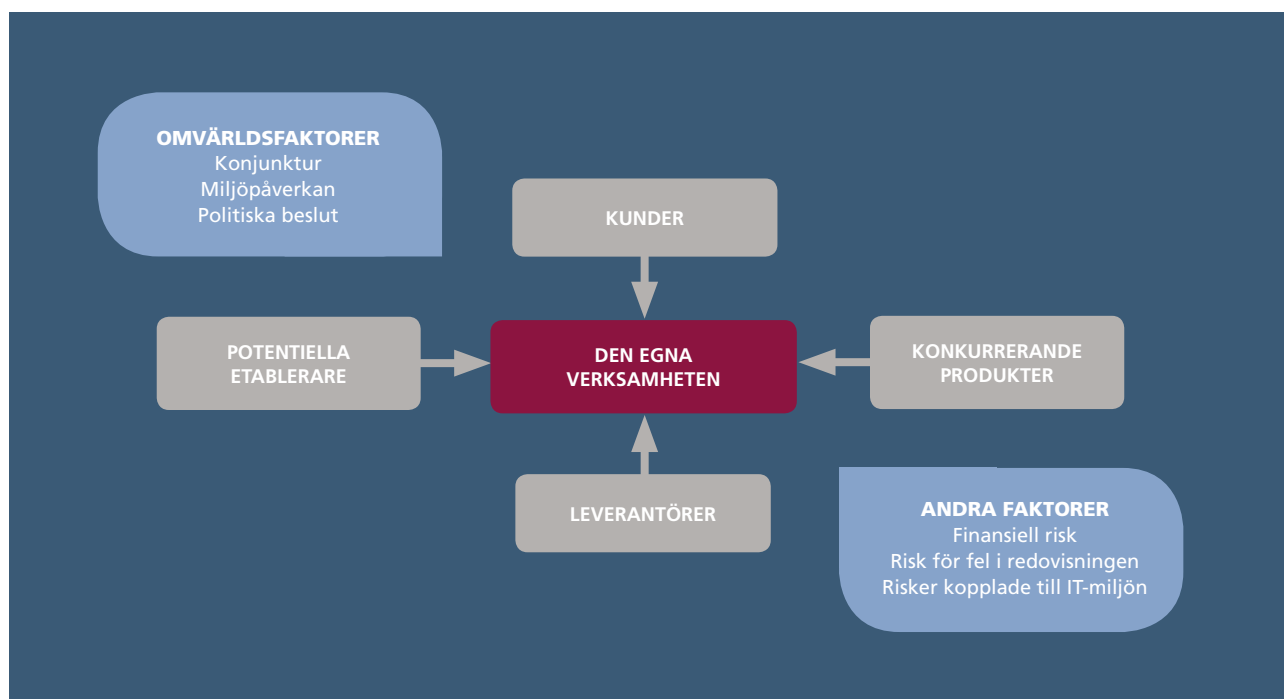 OMVÄRLDSFAKTORER
Konjunktur
Miljöpåverkan
Politiska beslut
KUNDER
POTENTIELLA
ETABLERARE
DEN EGNA
VERKSAMHETEN
KONKURRERANDE
PRODUKTER
LEVERANTÖRER
ANDRA FAKTORER
Finansiell risk
Risk för fel i redovisningen
Risker kopplade till IT-miljön